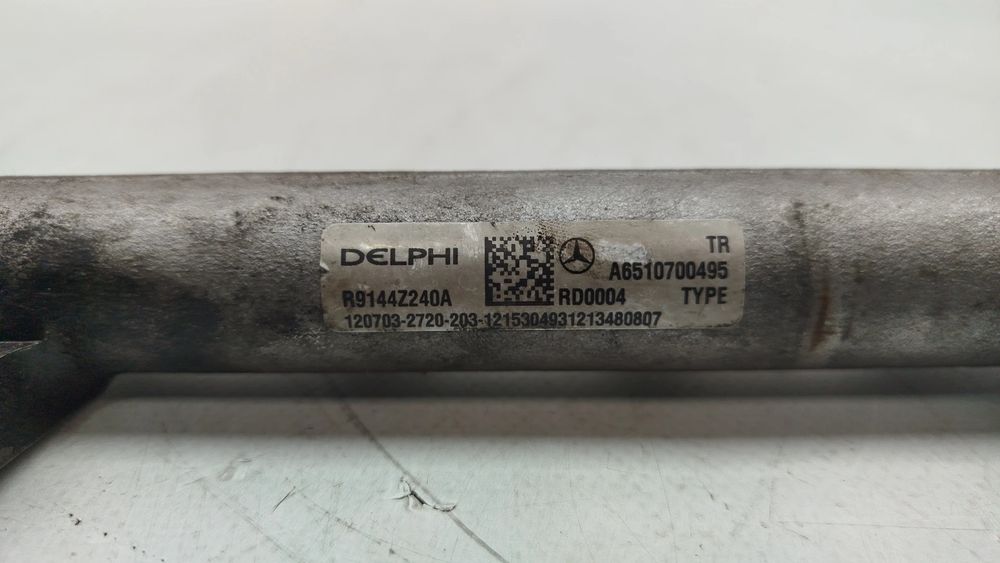 DELPHI TR
A6510700495
R9144Z240A RD0004 TYPE
120703-2720-203-1215304931213480807